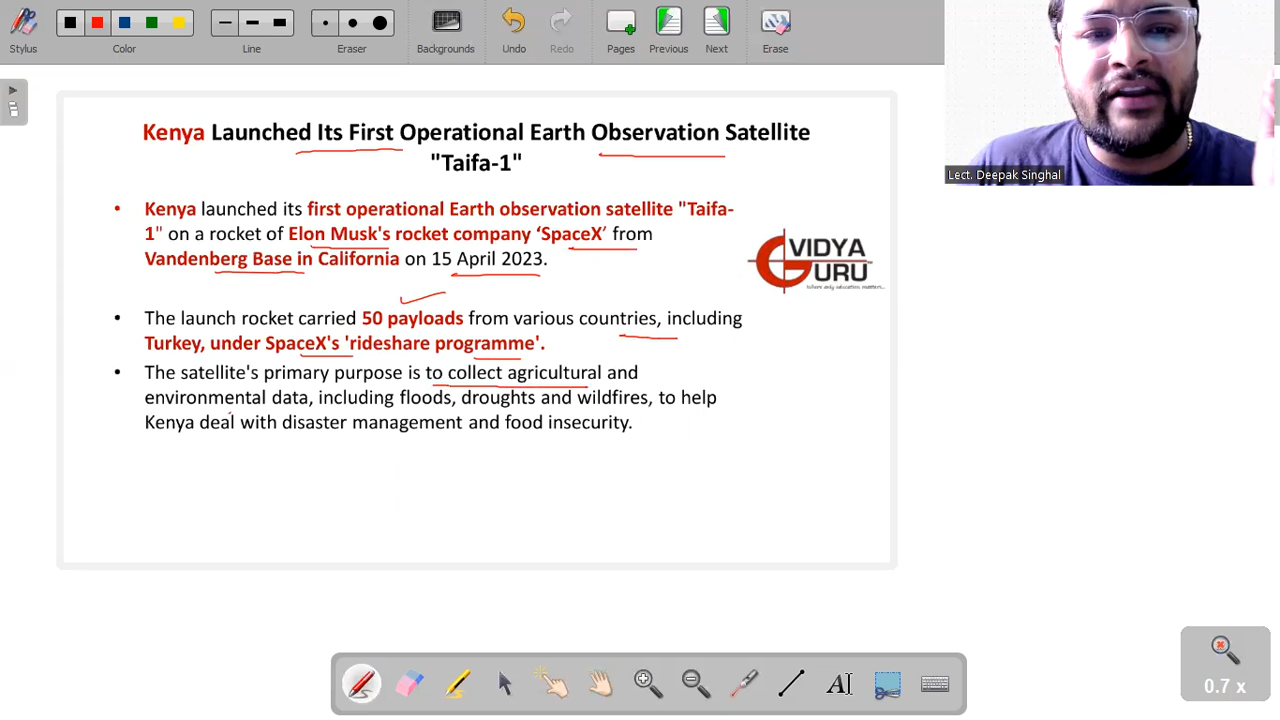 Stylus
Color
Line
Eraser
Backgrounds
Undo
Redo
Pages
Previous
Next
Erase
Lect. Deepak Singhal
Kenya Launched Its First Operational Earth Observation Satellite
"Taifa-1"
• Kenya launched its first operational Earth observation satellite "Taifa-
1" on a rocket of Elon Musk's rocket company ‘SpaceX’ from
Vandenberg Base in California on 15 April 2023.
VIDYA
GURU
Where only education, matters...
• The launch rocket carried 50 payloads from various countries, including
Turkey, under SpaceX's 'rideshare programme'.
• The satellite's primary purpose is to collect agricultural and
environmental data, including floods, droughts and wildfires, to help
Kenya deal with disaster management and food insecurity.
AI
0.7 x